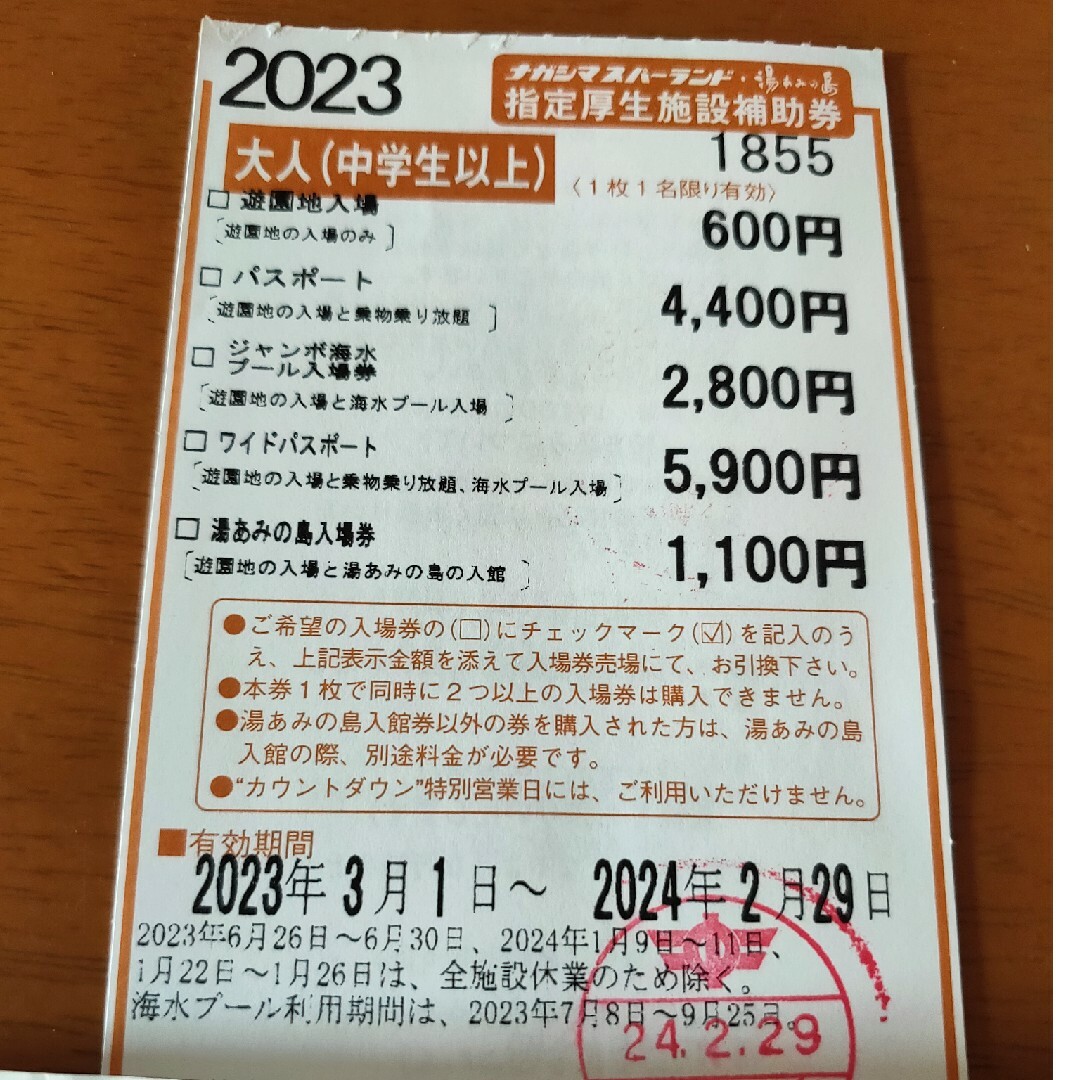 2023
ナガシマスパーランド・湯あみの島
指定厚生施設補助券
大人(中学生以上)
1855
〈1枚1名限り有効〉
□ 遊園地入場
600円
〔遊園地の入場のみ〕
□ パスポート
4,400円
〔遊園地の入場と乗物乗り放題〕
□ ジャンボ海水
プール入場券
2,800円
〔遊園地の入場と海水プール入場〕
□ ワイドパスポート
5,900円
〔遊園地の入場と乗物乗り放題、海水プール入場〕
□ 湯あみの島入場券
1,100円
〔遊園地の入場と湯あみの島の入館〕
●ご希望の入場券の(□)にチェックマーク(☑)を記入のう
え、上記表示金額を添えて入場券売場にて、お引換下さい。
●本券1枚で同時に2つ以上の入場券は購入できません。
●湯あみの島入館券以外の券を購入された方は、湯あみの島
入館の際、別途料金が必要です。
●“カウントダウン”特別営業日には、ご利用いただけません。
■有効期間
2023年 3月 1日～ 2024年 2月29日
2023年6月26日～6月30日、2024年1月9日～11日、
1月22日～1月26日は、全施設休業のため除く。
海水プール利用期間は、2023年7月8日～9月25日。
24.2.29